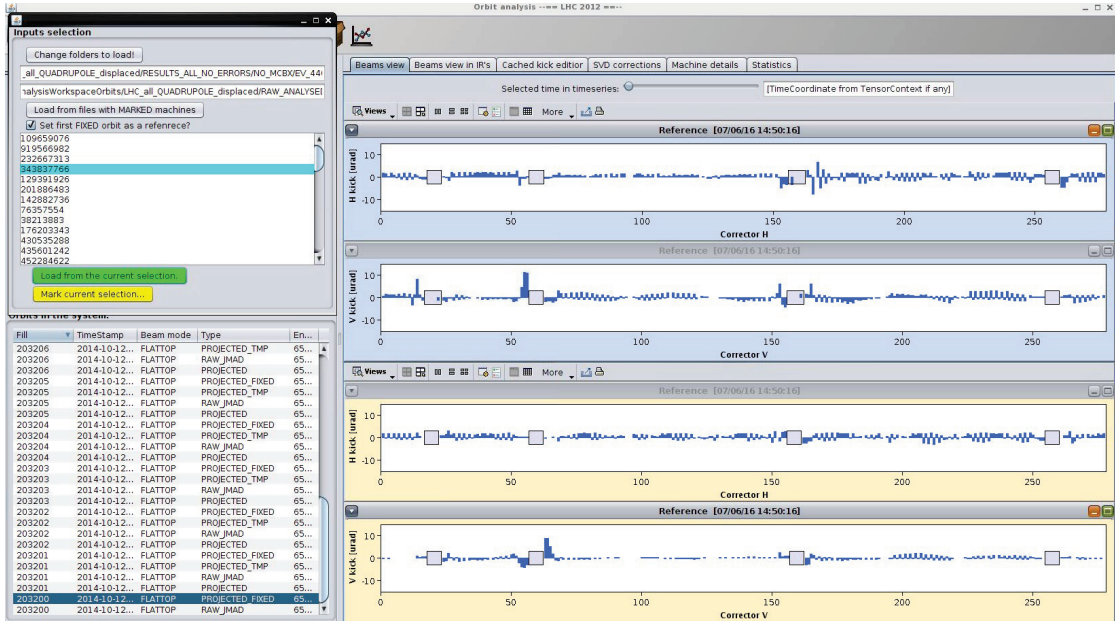 Orbit analysis --== LHC 2012 ==--
Inputs selection
Change folders to load!
_all_QUADRUPOLE_displaced/RESULTS_ALL_NO_ERRORS/NO_MCBX/EV_44
nalysisWorkspaceOrbits/LHC_all_QUADRUPOLE_displaced/RAW_ANALYSE
Load from files with MARKED machines
Set first FIXED orbit as a refenrece?
109659076
919566982
232667313
343837766
129391926
201886483
142882736
76357554
38213883
176203343
430535288
435601242
452284622
Load from the current selection.
Mark current selection...
Orbits in the system:
Fill TimeStamp Beam mode Type En...
203206 2014-10-12... FLATTOP PROJECTED_TMP 65...
203206 2014-10-12... FLATTOP RAW_JMAD 65...
203206 2014-10-12... FLATTOP PROJECTED 65...
203205 2014-10-12... FLATTOP PROJECTED_FIXED 65...
203205 2014-10-12... FLATTOP PROJECTED_TMP 65...
203205 2014-10-12... FLATTOP RAW_JMAD 65...
203205 2014-10-12... FLATTOP PROJECTED 65...
203204 2014-10-12... FLATTOP PROJECTED_FIXED 65...
203204 2014-10-12... FLATTOP PROJECTED_TMP 65...
203204 2014-10-12... FLATTOP RAW_JMAD 65...
203204 2014-10-12... FLATTOP PROJECTED 65...
203203 2014-10-12... FLATTOP PROJECTED_FIXED 65...
203203 2014-10-12... FLATTOP PROJECTED_TMP 65...
203203 2014-10-12... FLATTOP RAW_JMAD 65...
203203 2014-10-12... FLATTOP PROJECTED 65...
203202 2014-10-12... FLATTOP PROJECTED_FIXED 65...
203202 2014-10-12... FLATTOP PROJECTED_TMP 65...
203202 2014-10-12... FLATTOP RAW_JMAD 65...
203202 2014-10-12... FLATTOP PROJECTED 65...
203201 2014-10-12... FLATTOP PROJECTED_FIXED 65...
203201 2014-10-12... FLATTOP PROJECTED_TMP 65...
203201 2014-10-12... FLATTOP RAW_JMAD 65...
203201 2014-10-12... FLATTOP PROJECTED 65...
203200 2014-10-12... FLATTOP PROJECTED_FIXED 65...
203200 2014-10-12... FLATTOP RAW_JMAD 65...
Beams view Beams view in IR's Cached kick editior SVD corrections Machine details Statistics
Selected time in timeseries: [TimeCoordinate from TensorContext if any]
Views More
Reference [07/06/16 14:50:16]
H kick [urad]
10
0
-10
0 50 100 150 200 250
Corrector H
Reference [07/06/16 14:50:16]
V kick [urad]
10
0
-10
0 50 100 150 200 250
Corrector V
Views More
Reference [07/06/16 14:50:16]
H kick [urad]
10
0
-10
0 50 100 150 200 250
Corrector H
Reference [07/06/16 14:50:16]
V kick [urad]
10
0
-10
0 50 100 150 200 250
Corrector V